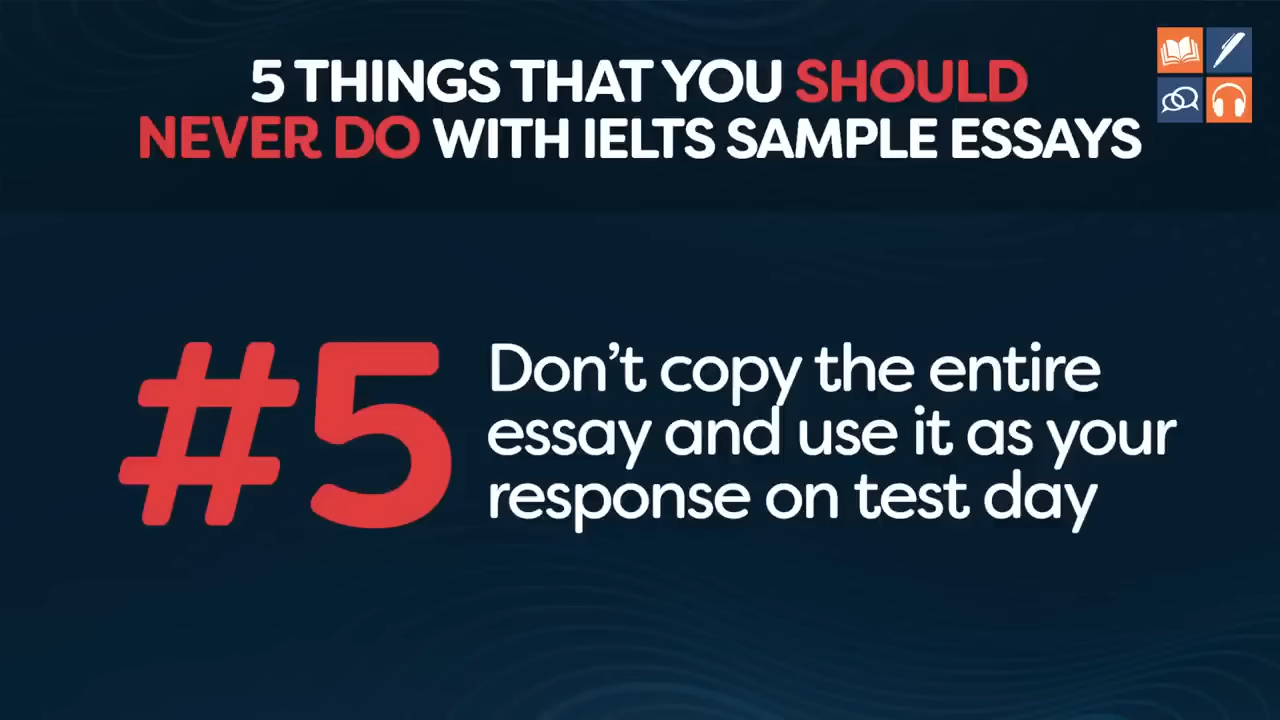 5 THINGS THAT YOU SHOULD
NEVER DO WITH IELTS SAMPLE ESSAYS
#5
Don't copy the entire
essay and use it as your
response on test day